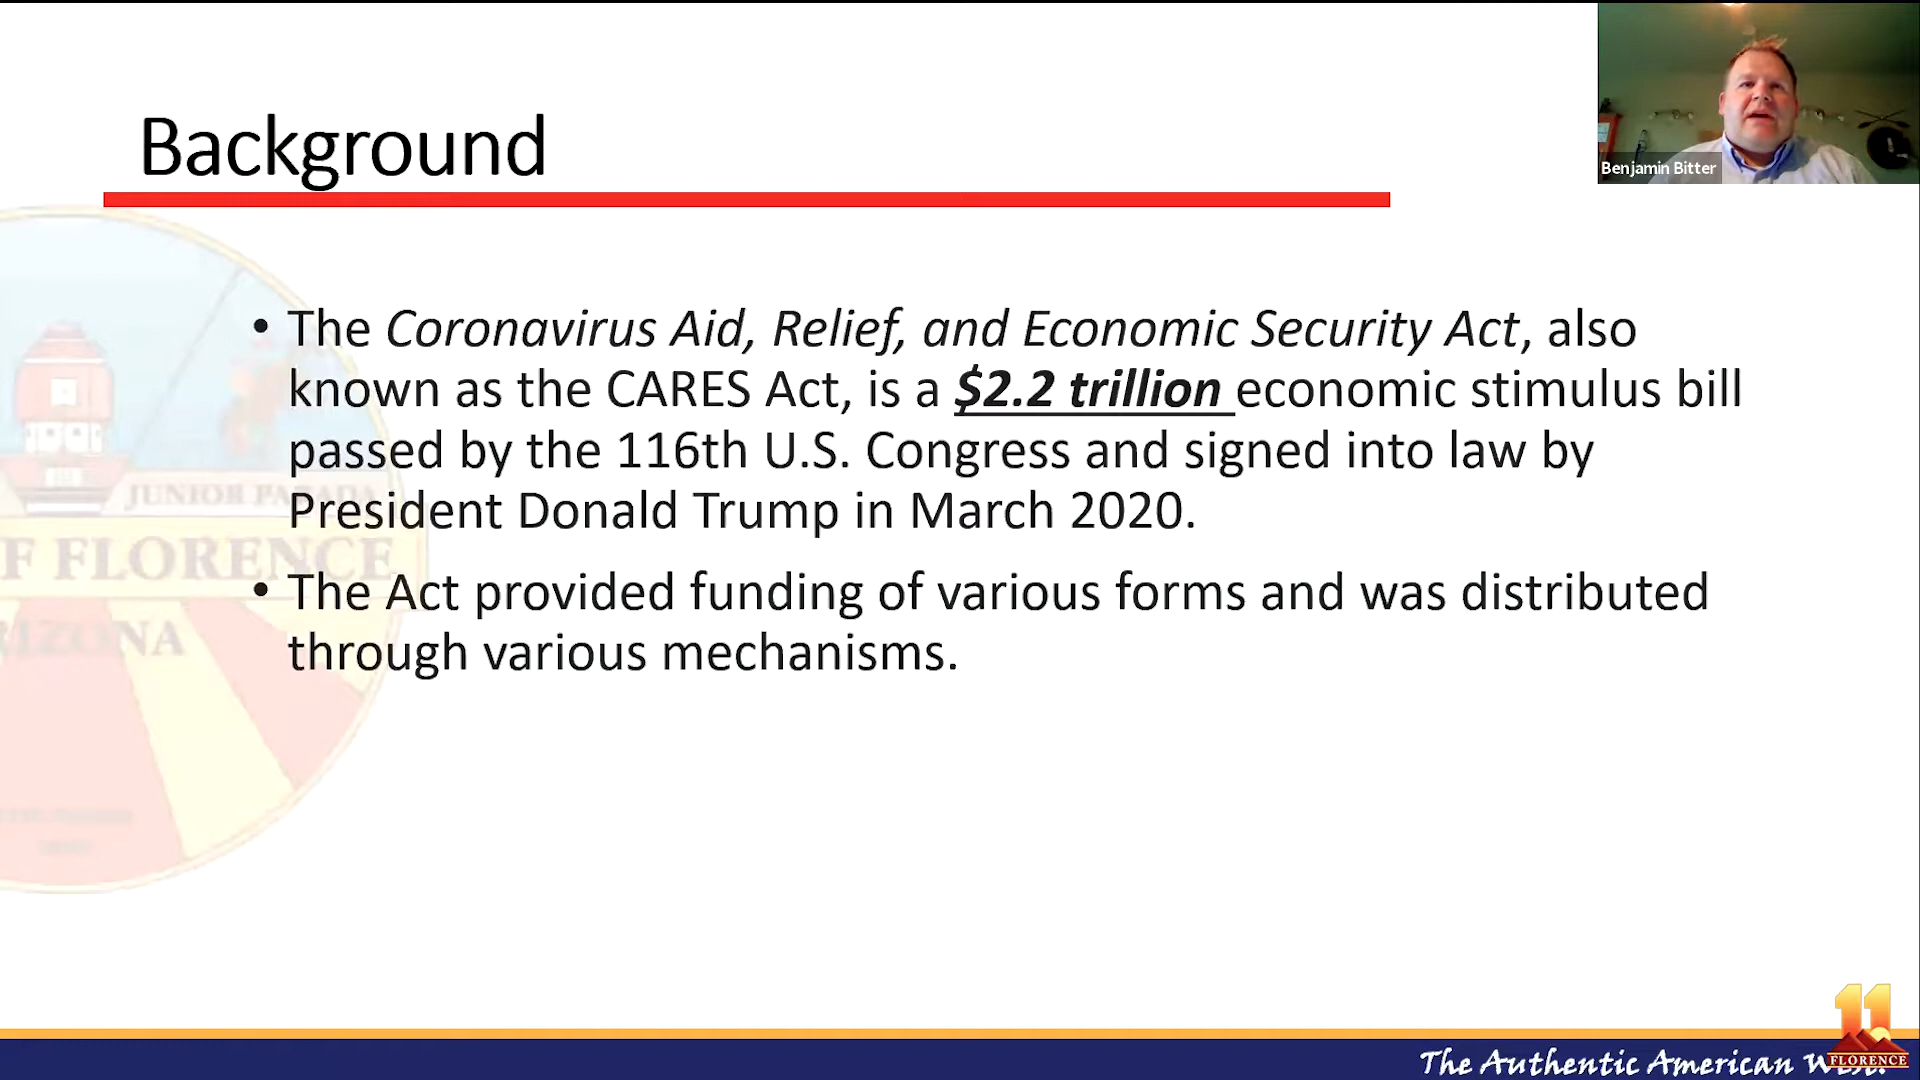 Benjamin Bitter
Background
• The Coronavirus Aid, Relief, and Economic Security Act, also
known as the CARES Act, is a $2.2 trillion economic stimulus bill
passed by the 116th U.S. Congress and signed into law by
President Donald Trump in March 2020.
• The Act provided funding of various forms and was distributed
through various mechanisms.
JUNIOR PARADA
F FLORENCE
RIZONA
The Authentic American West.
11
FLORENCE